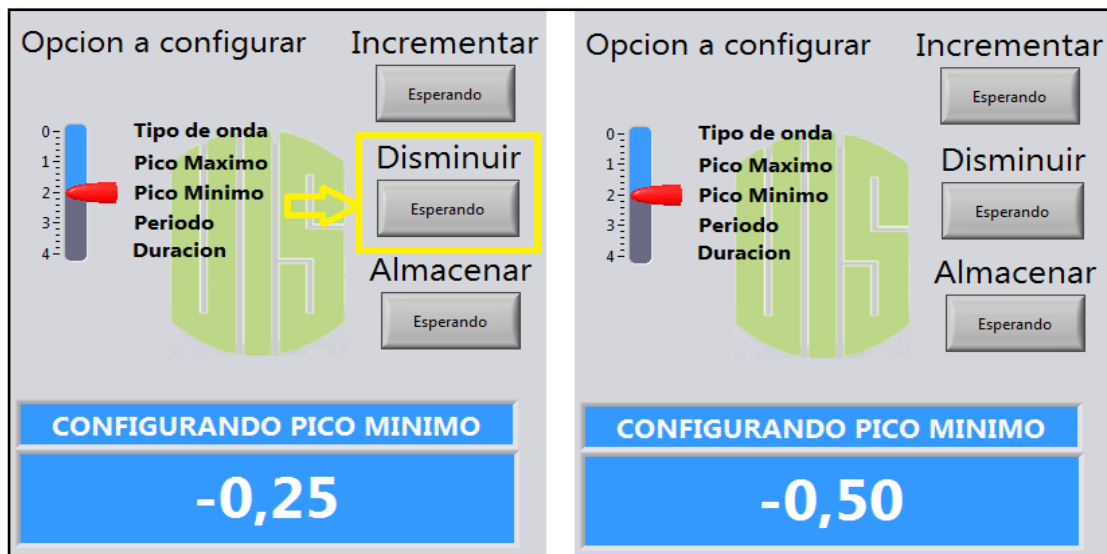 Opcion a configurar
Incrementar
Esperando
0
1
2
3
4
Tipo de onda
Pico Maximo
Pico Minimo
Periodo
Duracion
Disminuir
Esperando
Almacenar
Esperando
UIS
CONFIGURANDO PICO MINIMO
-0,25
Opcion a configurar
Incrementar
Esperando
0
1
2
3
4
Tipo de onda
Pico Maximo
Pico Minimo
Periodo
Duracion
Disminuir
Esperando
Almacenar
Esperando
UIS
CONFIGURANDO PICO MINIMO
-0,50